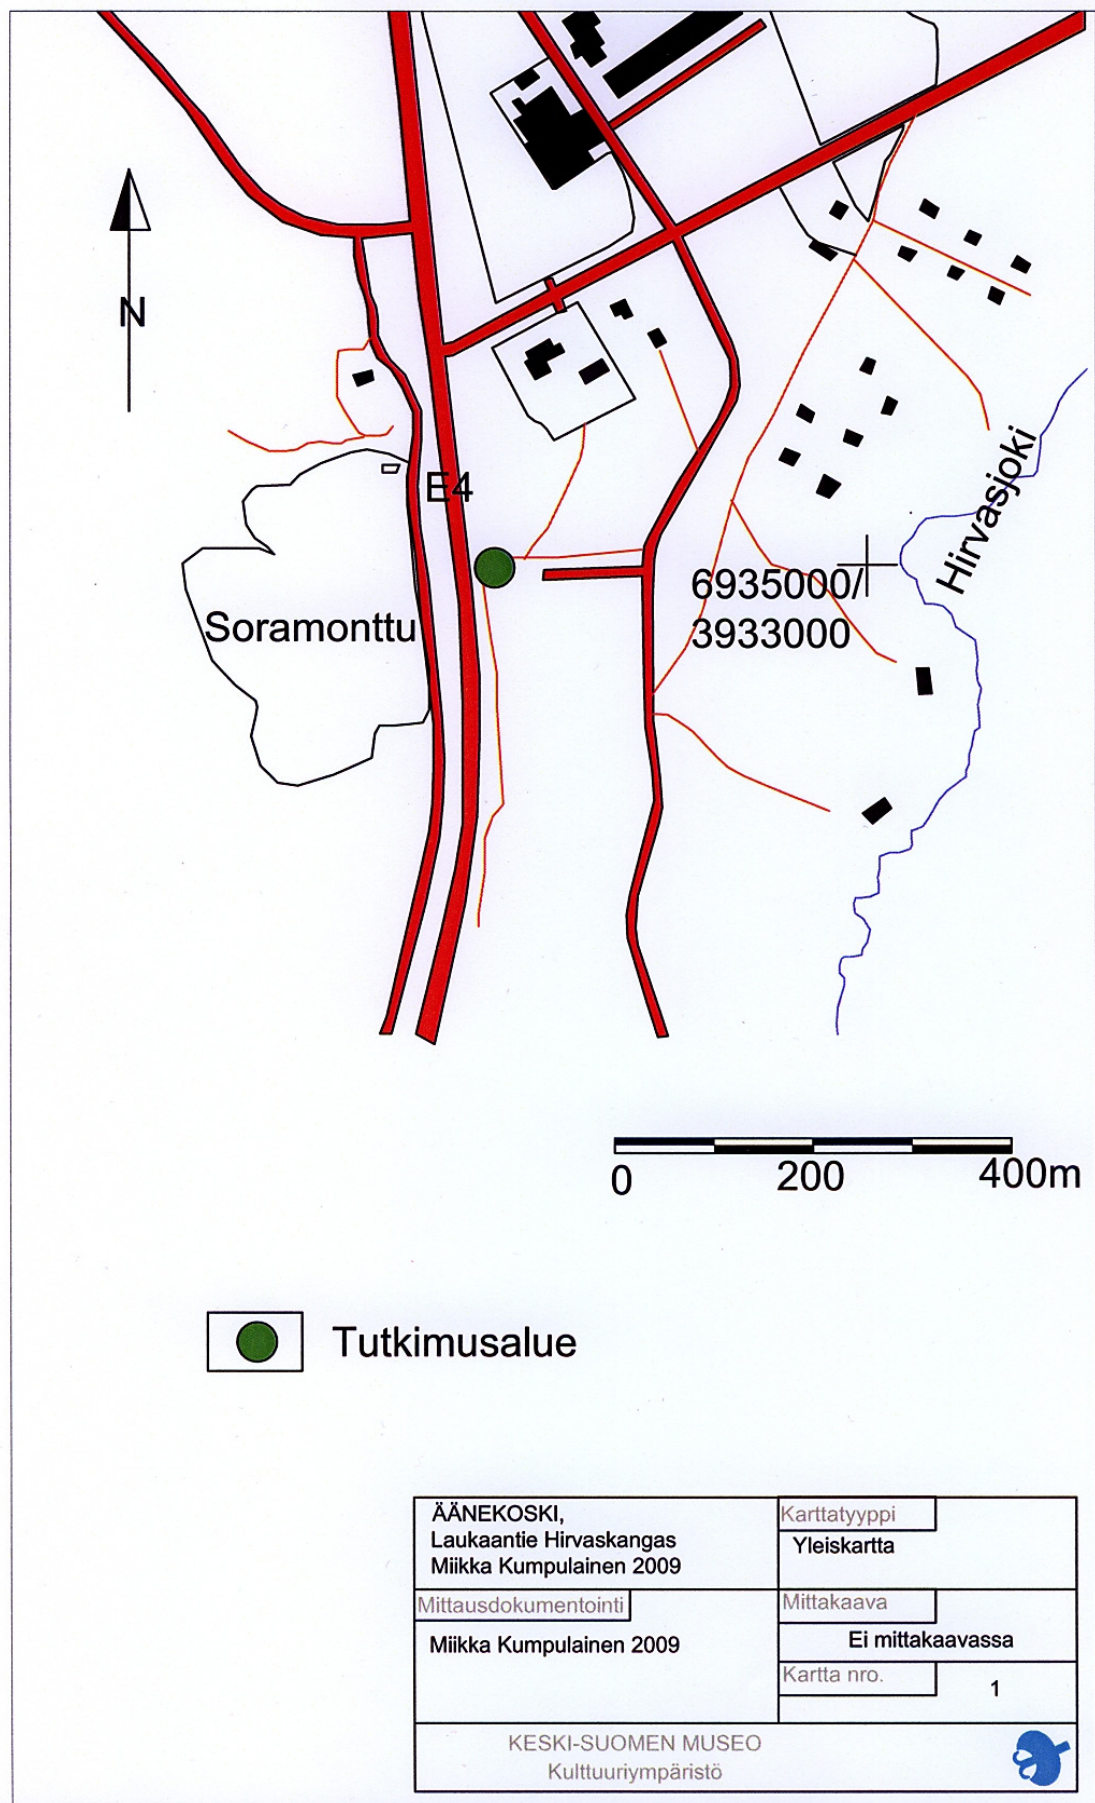 N
E4
Hirvasjoki
6935000/
3933000
Soramonttu
0 200 400m
Tutkimusalue
ÄÄNEKOSKI,
Laukaantie Hirvaskangas
Miikka Kumpulainen 2009
Karttatyyppi
Yleiskartta
Mittausdokumentointi
Miikka Kumpulainen 2009
Mittakaava
Ei mittakaavassa
Kartta nro.
1
KESKI-SUOMEN MUSEO
Kulttuuriympäristö